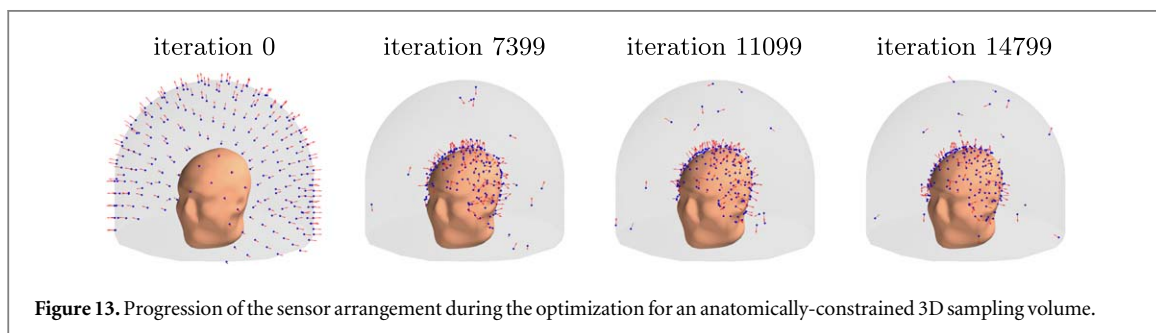 iteration 0 iteration 7399 iteration 11099 iteration 14799
Figure 13. Progression of the sensor arrangement during the optimization for an anatomically-constrained 3D sampling volume.